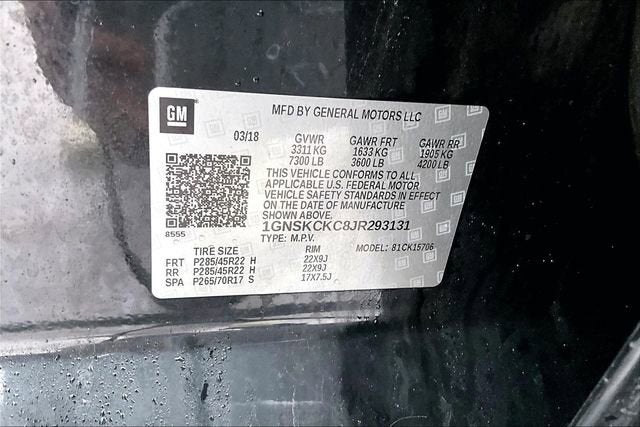 GM
MFD BY GENERAL MOTORS LLC
03/18 GVWR GAWR FRT GAWR RR
3311 KG 1633 KG 1905 KG
7300 LB 3600 LB 4200 LB
THIS VEHICLE CONFORMS TO ALL
APPLICABLE U.S. FEDERAL MOTOR
VEHICLE SAFETY STANDARDS IN EFFECT
ON THE DATE OF MANUFACTURE
SHOWN ABOVE.
8555
1GNSKCKC8JR293131
TYPE: M.P.V. MODEL: 81CK15706
TIRE SIZE RIM
FRT P285/45R22 H 22X9J
RR P285/45R22 H 22X9J
SPA P265/70R17 S 17X7.5J